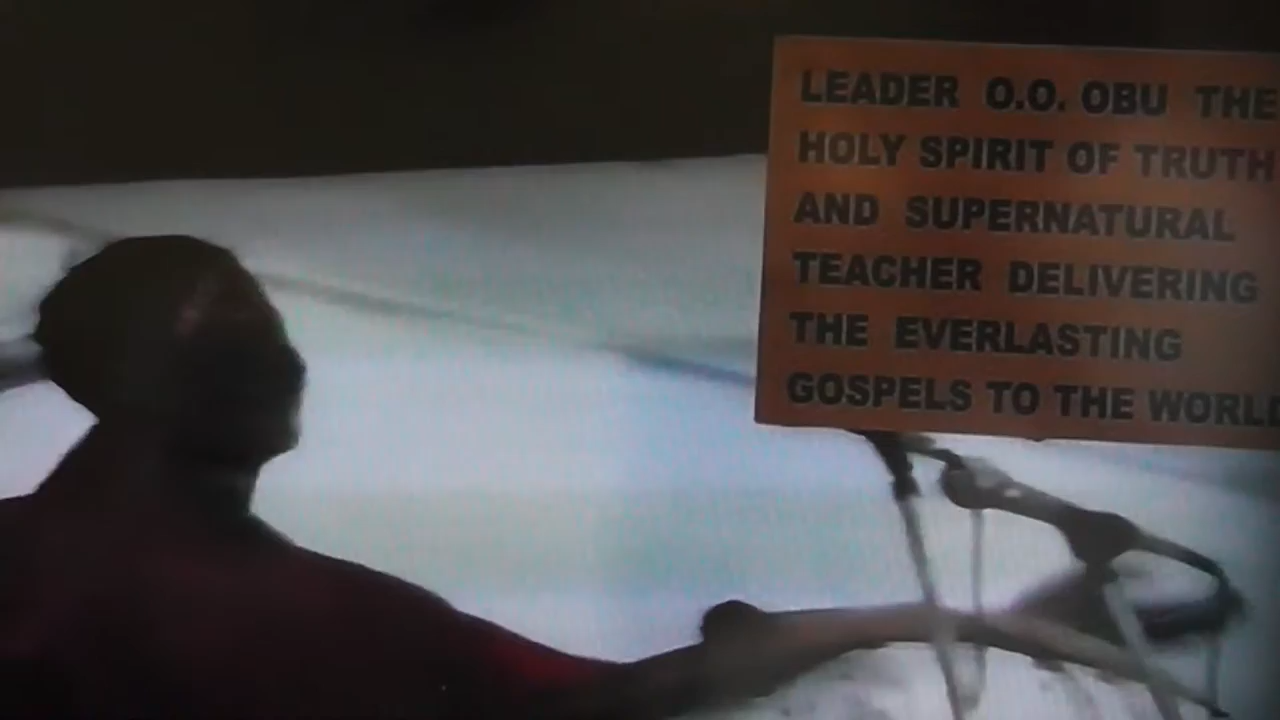 LEADER O.O. OBU THE
HOLY SPIRIT OF TRUTH
AND SUPERNATURAL
TEACHER DELIVERING
THE EVERLASTING
GOSPELS TO THE WORL